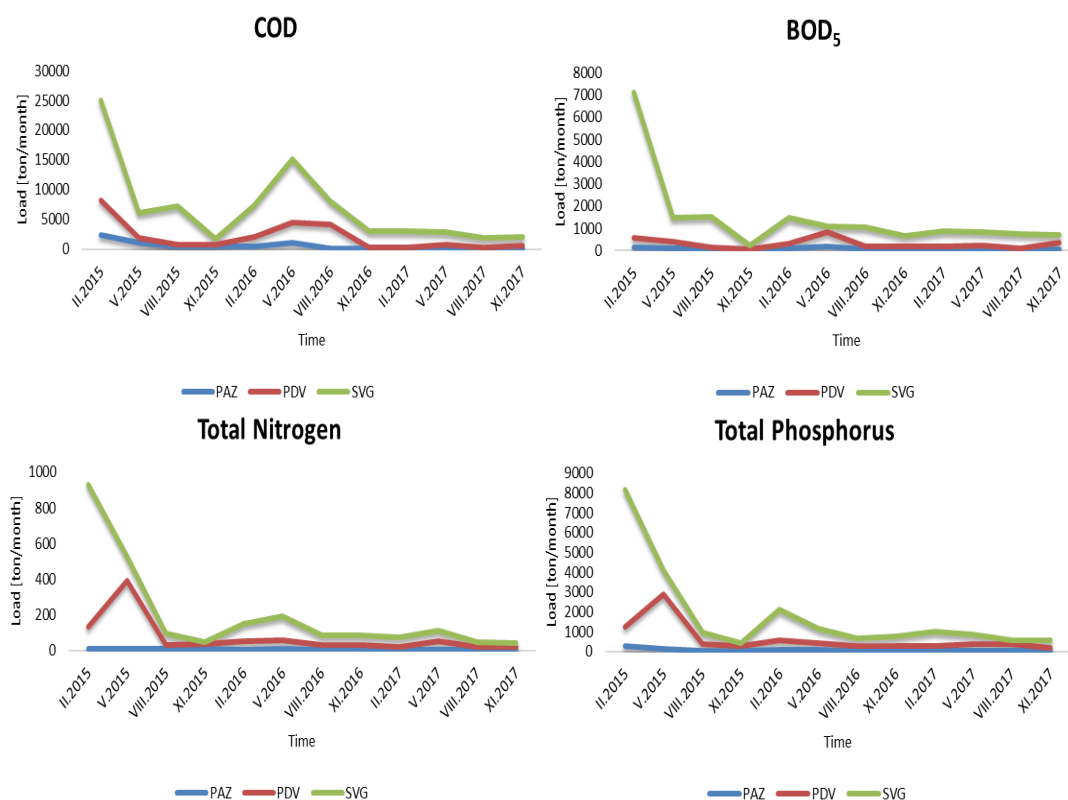 COD
Load [ton/month]
30000
25000
20000
15000
10000
5000
0
II.2015
V.2015
VIII.2015
XI.2015
II.2016
V.2016
VIII.2016
XI.2016
II.2017
V.2017
VIII.2017
XI.2017
Time
PAZ PDV SVG
BOD5
Load [ton/month]
8000
7000
6000
5000
4000
3000
2000
1000
0
II.2015
V.2015
VIII.2015
XI.2015
II.2016
V.2016
VIII.2016
XI.2016
II.2017
V.2017
VIII.2017
XI.2017
Time
PAZ PDV SVG
Total Nitrogen
Load [ton/month]
1000
800
600
400
200
0
II.2015
V.2015
VIII.2015
XI.2015
II.2016
V.2016
VIII.2016
XI.2016
II.2017
V.2017
VIII.2017
XI.2017
Time
PAZ PDV SVG
Total Phosphorus
Load [ton/month]
9000
8000
7000
6000
5000
4000
3000
2000
1000
0
II.2015
V.2015
VIII.2015
XI.2015
II.2016
V.2016
VIII.2016
XI.2016
II.2017
V.2017
VIII.2017
XI.2017
Time
PAZ PDV SVG